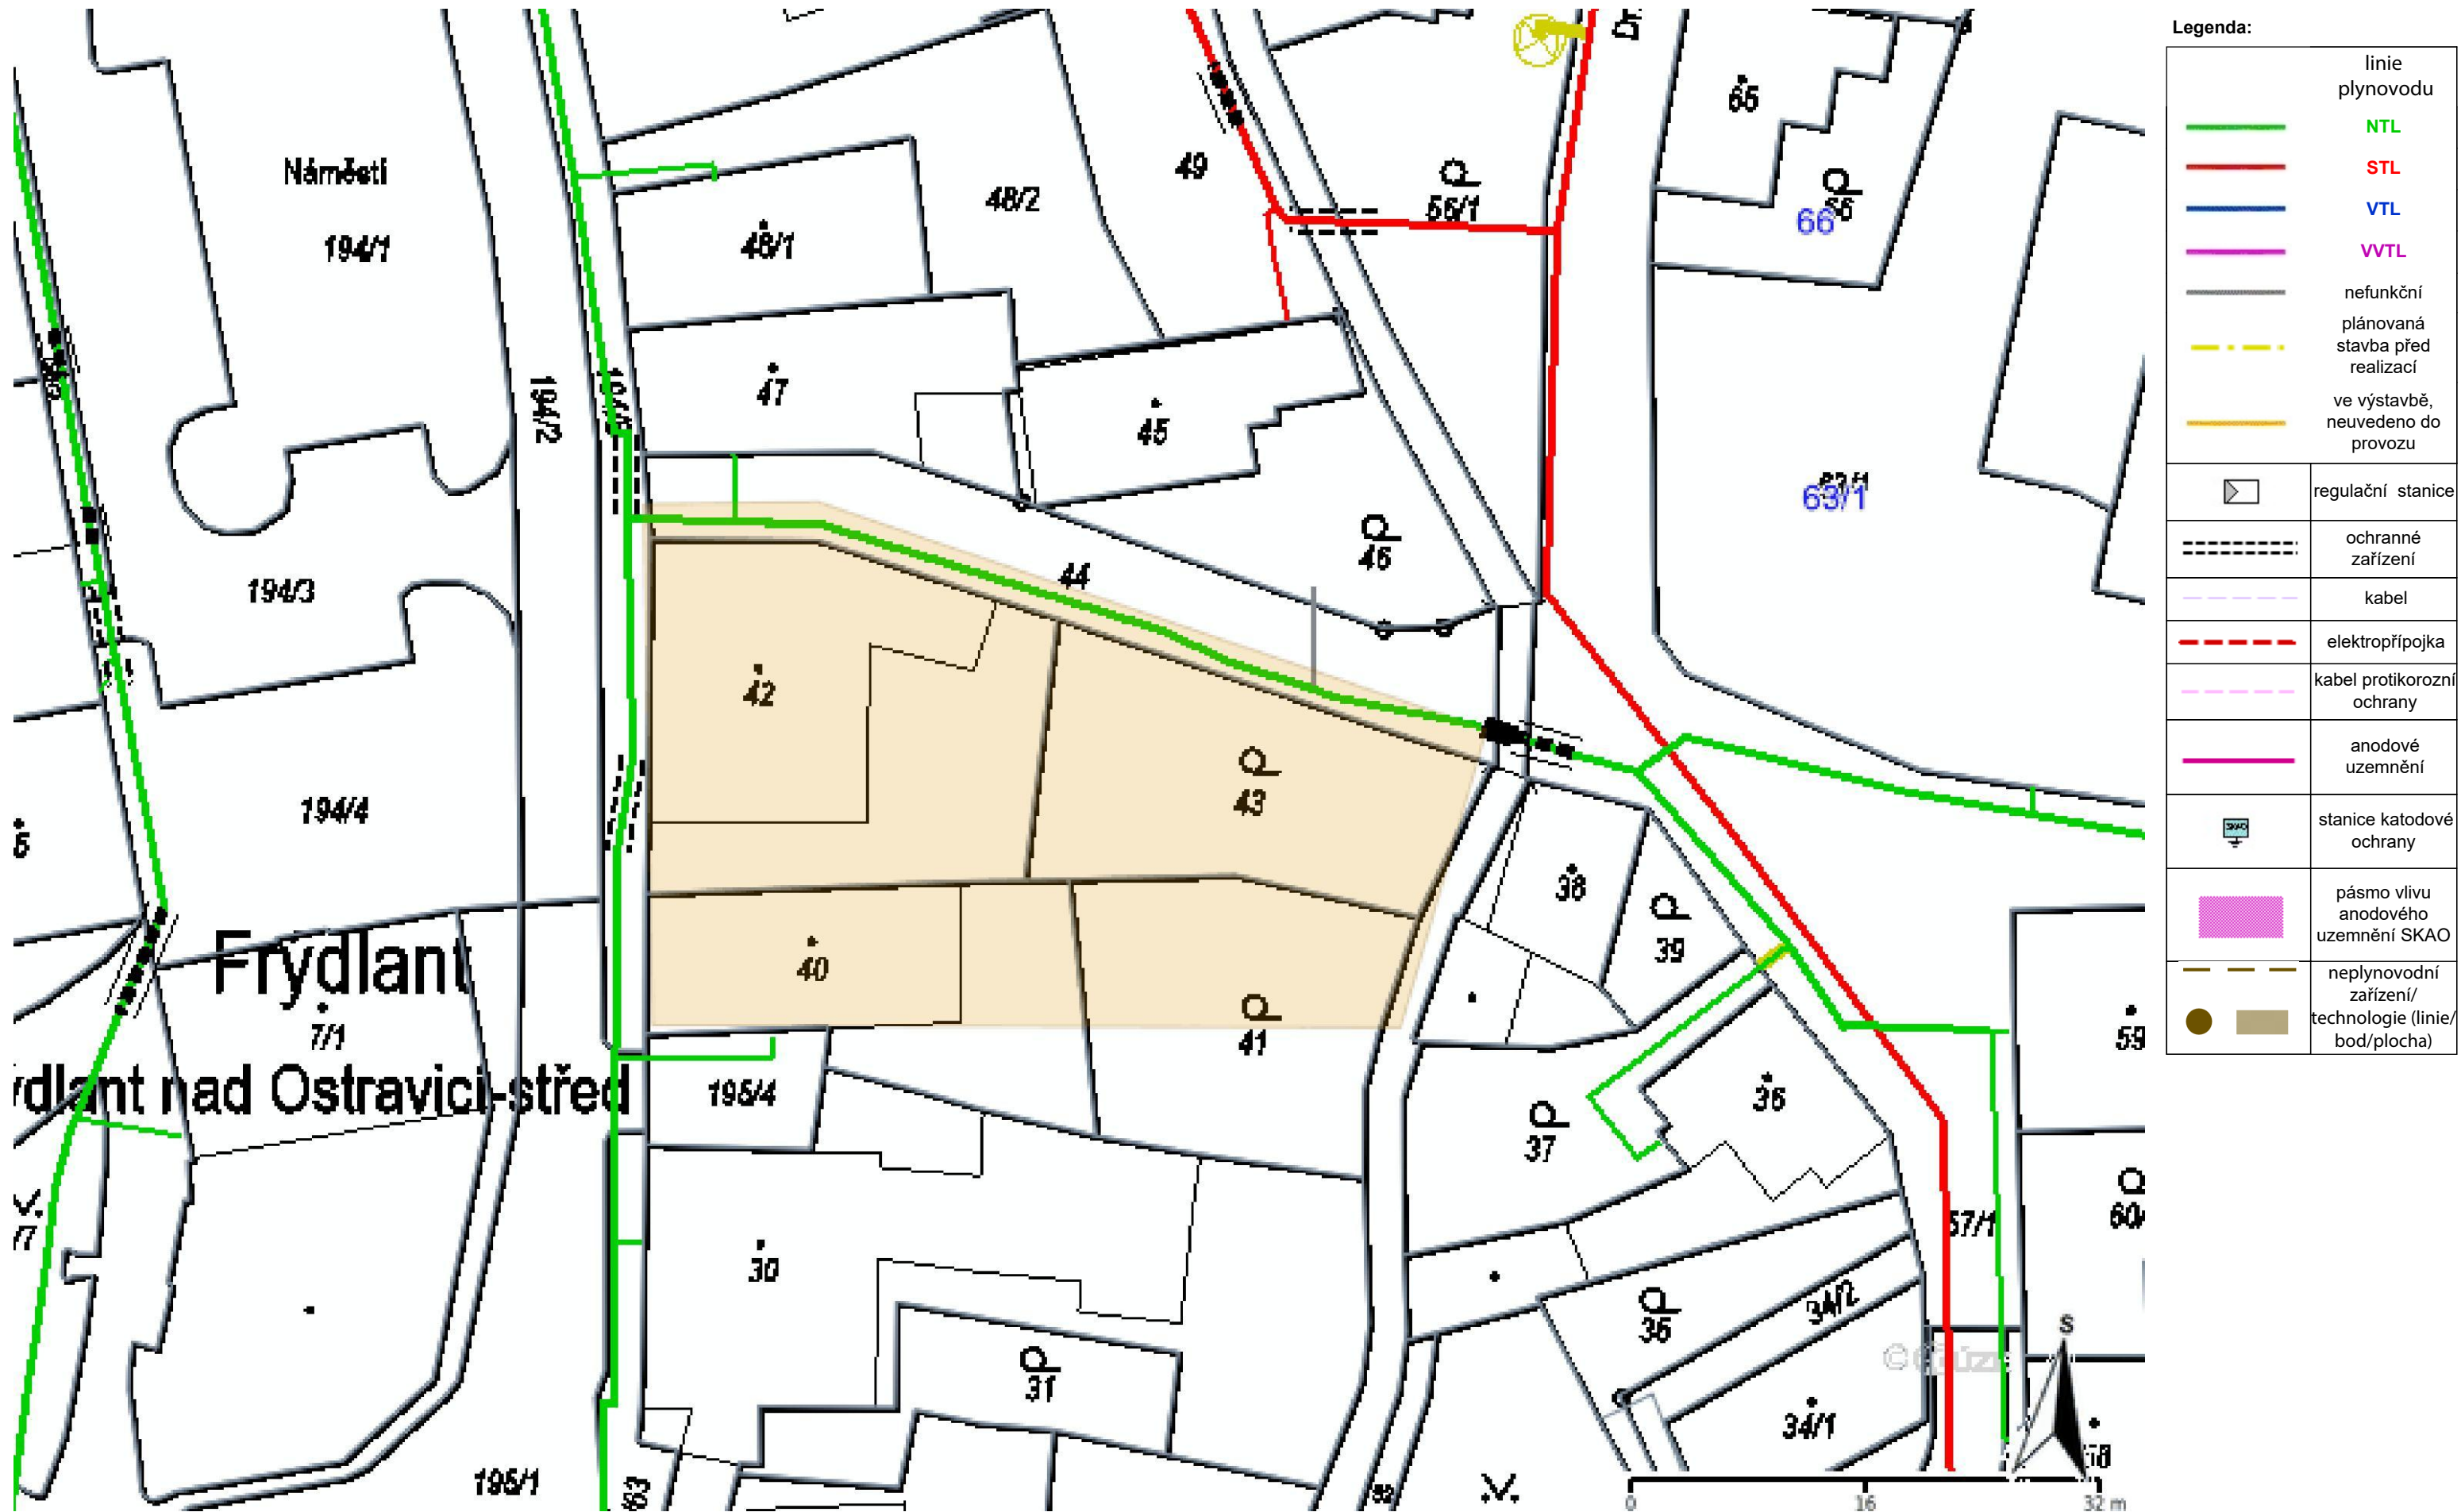 Legenda:
linie
plynovodu
NTL
STL
VTL
VVTL
nefunkční
plánovaná
stavba před
realizací
ve výstavbě,
neuvedeno do
provozu
regulační stanice
ochranné
zařízení
kabel
elektropřípojka
kabel protikorozní
ochrany
anodové
uzemnění
SKAO
stanice katodové
ochrany
pásmo vlivu
anodového
uzemnění SKAO
neplynovodní
zařízení/
technologie (linie/
bod/plocha)
Náměstí
194/1
48/1
48/2
49
56/1
65
66
47
194/2
45
63/1
46
194/3
44
42
43
194/4
38
39
40
41
Frýdlant
7/1
ýdlant nad Ostravicí-střed
195/4
37
36
59
57/1
30
31
35
34/2
34/1
195/1
S
0
16
32 m